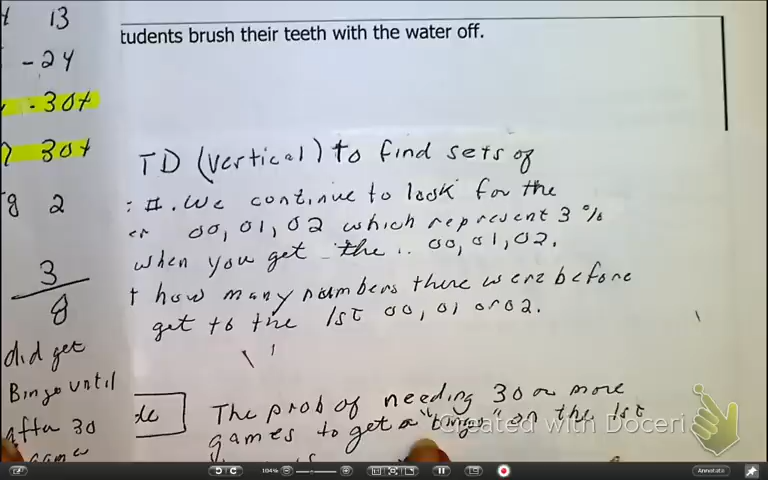 13
tudents brush their teeth with the water off.
-24
-30+
30+
TD (vertical) to find sets of
2
: #. We continue to look for the
00, 01, 02 which represent 3%
when you get the .. 00, 01, 02.
3
8
how many numbers there were before
get to the 1st 00, 01 or 02.
did get
Bingo until
after 30
game
de
The prob of needing 30 or more
games to get a "bingo" on the 1st
Created with Doceri
104%
Annotate